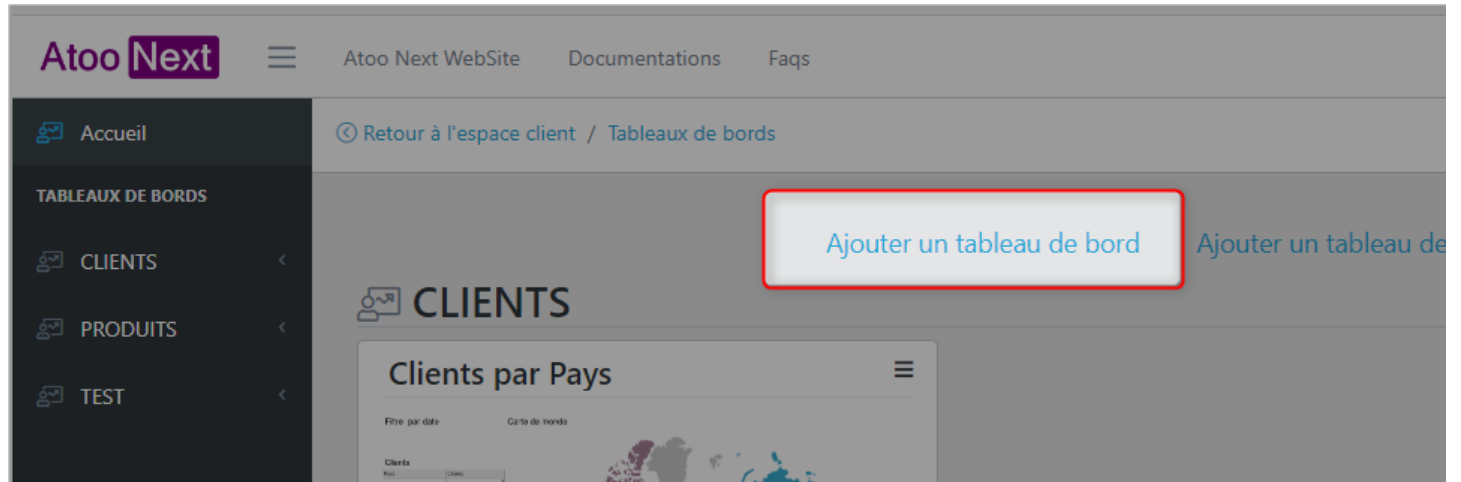 Atoo Next
Atoo Next WebSite Documentations Faqs
Accueil
Retour à l'espace client / Tableaux de bords
TABLEAUX DE BORDS
Ajouter un tableau de bord Ajouter un tableau de
CLIENTS
CLIENTS
PRODUITS
Clients par Pays
TEST
Filtre par date Carte de monde
Clients